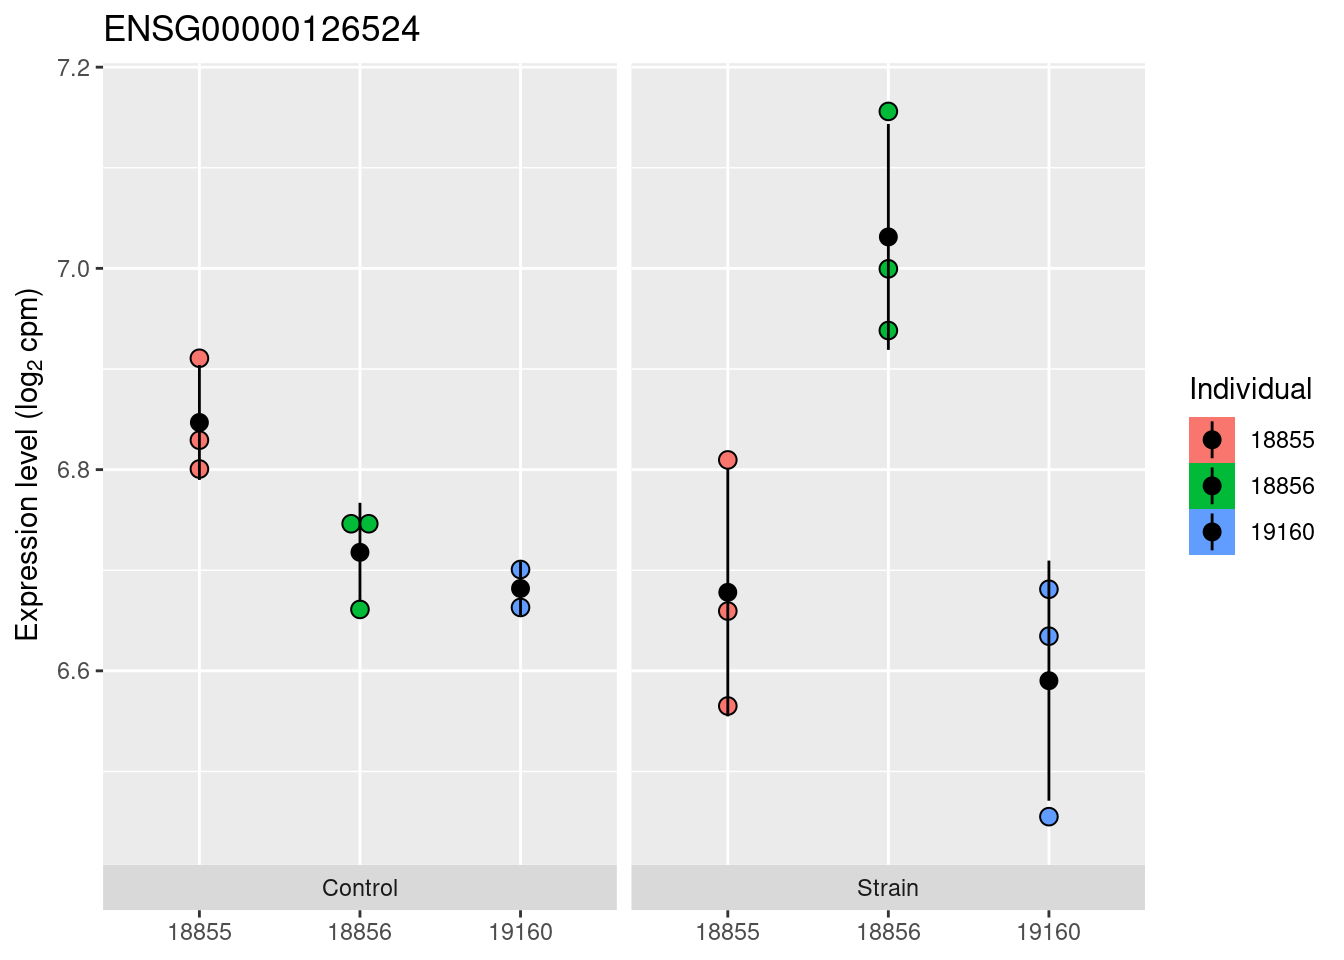 ENSG00000126524
Expression level (log₂ cpm)
7.2
7.0
6.8
6.6
Control
Strain
18855
18856
19160
18855
18856
19160
Individual
18855
18856
19160